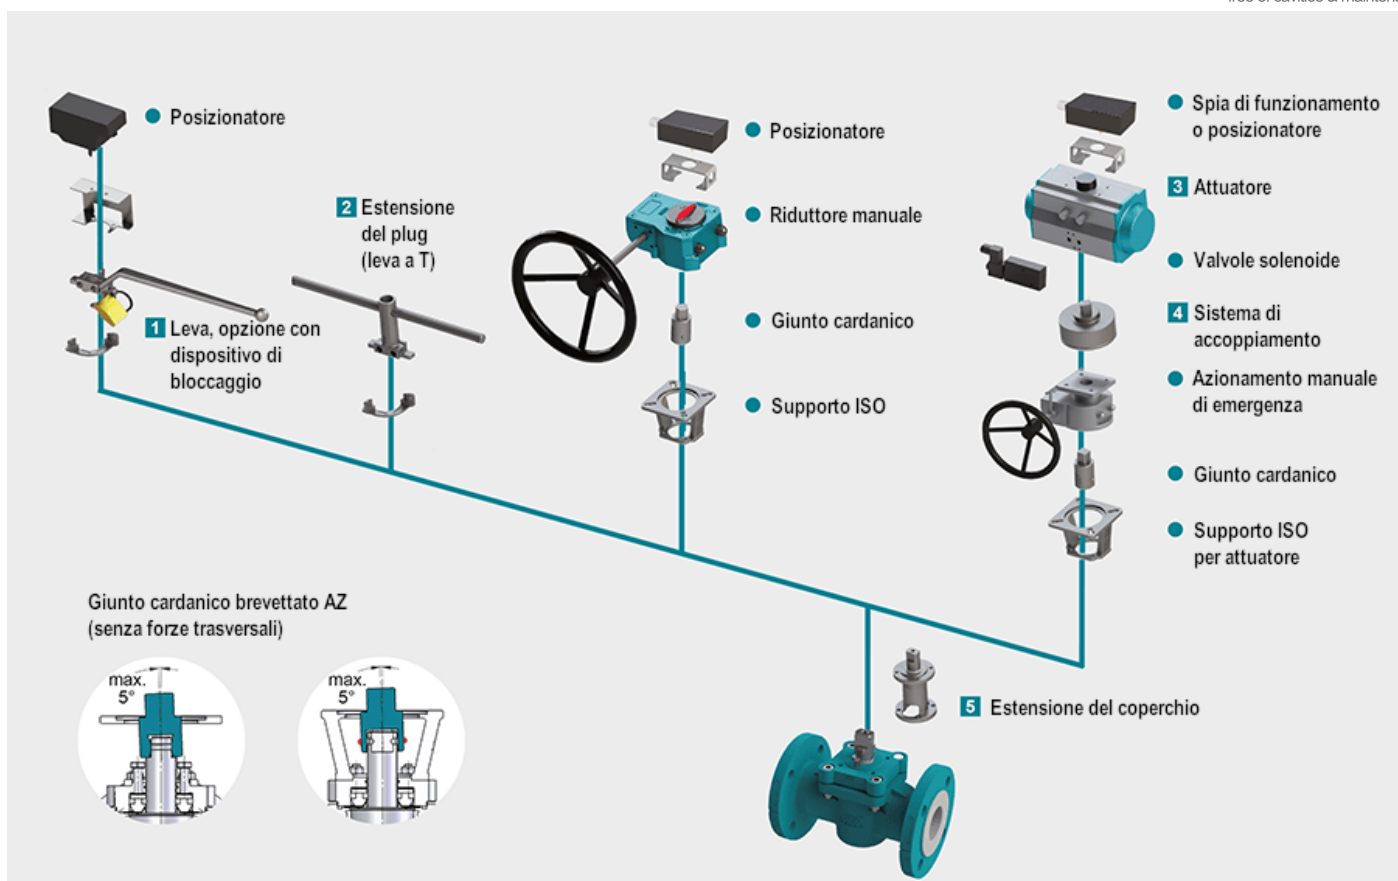 Posizionatore
2 Estensione
del plug
(leva a T)
1 Leva, opzione con
dispositivo di
bloccaggio
Posizionatore
Riduttore manuale
Giunto cardanico
Supporto ISO
Spia di funzionamento
o posizionatore
3 Attuatore
Valvole solenoide
4 Sistema di
accoppiamento
Azionamento manuale
di emergenza
Giunto cardanico
Supporto ISO
per attuatore
Giunto cardanico brevettato AZ
(senza forze trasversali)
max.
5°
max.
5°
5 Estensione del coperchio